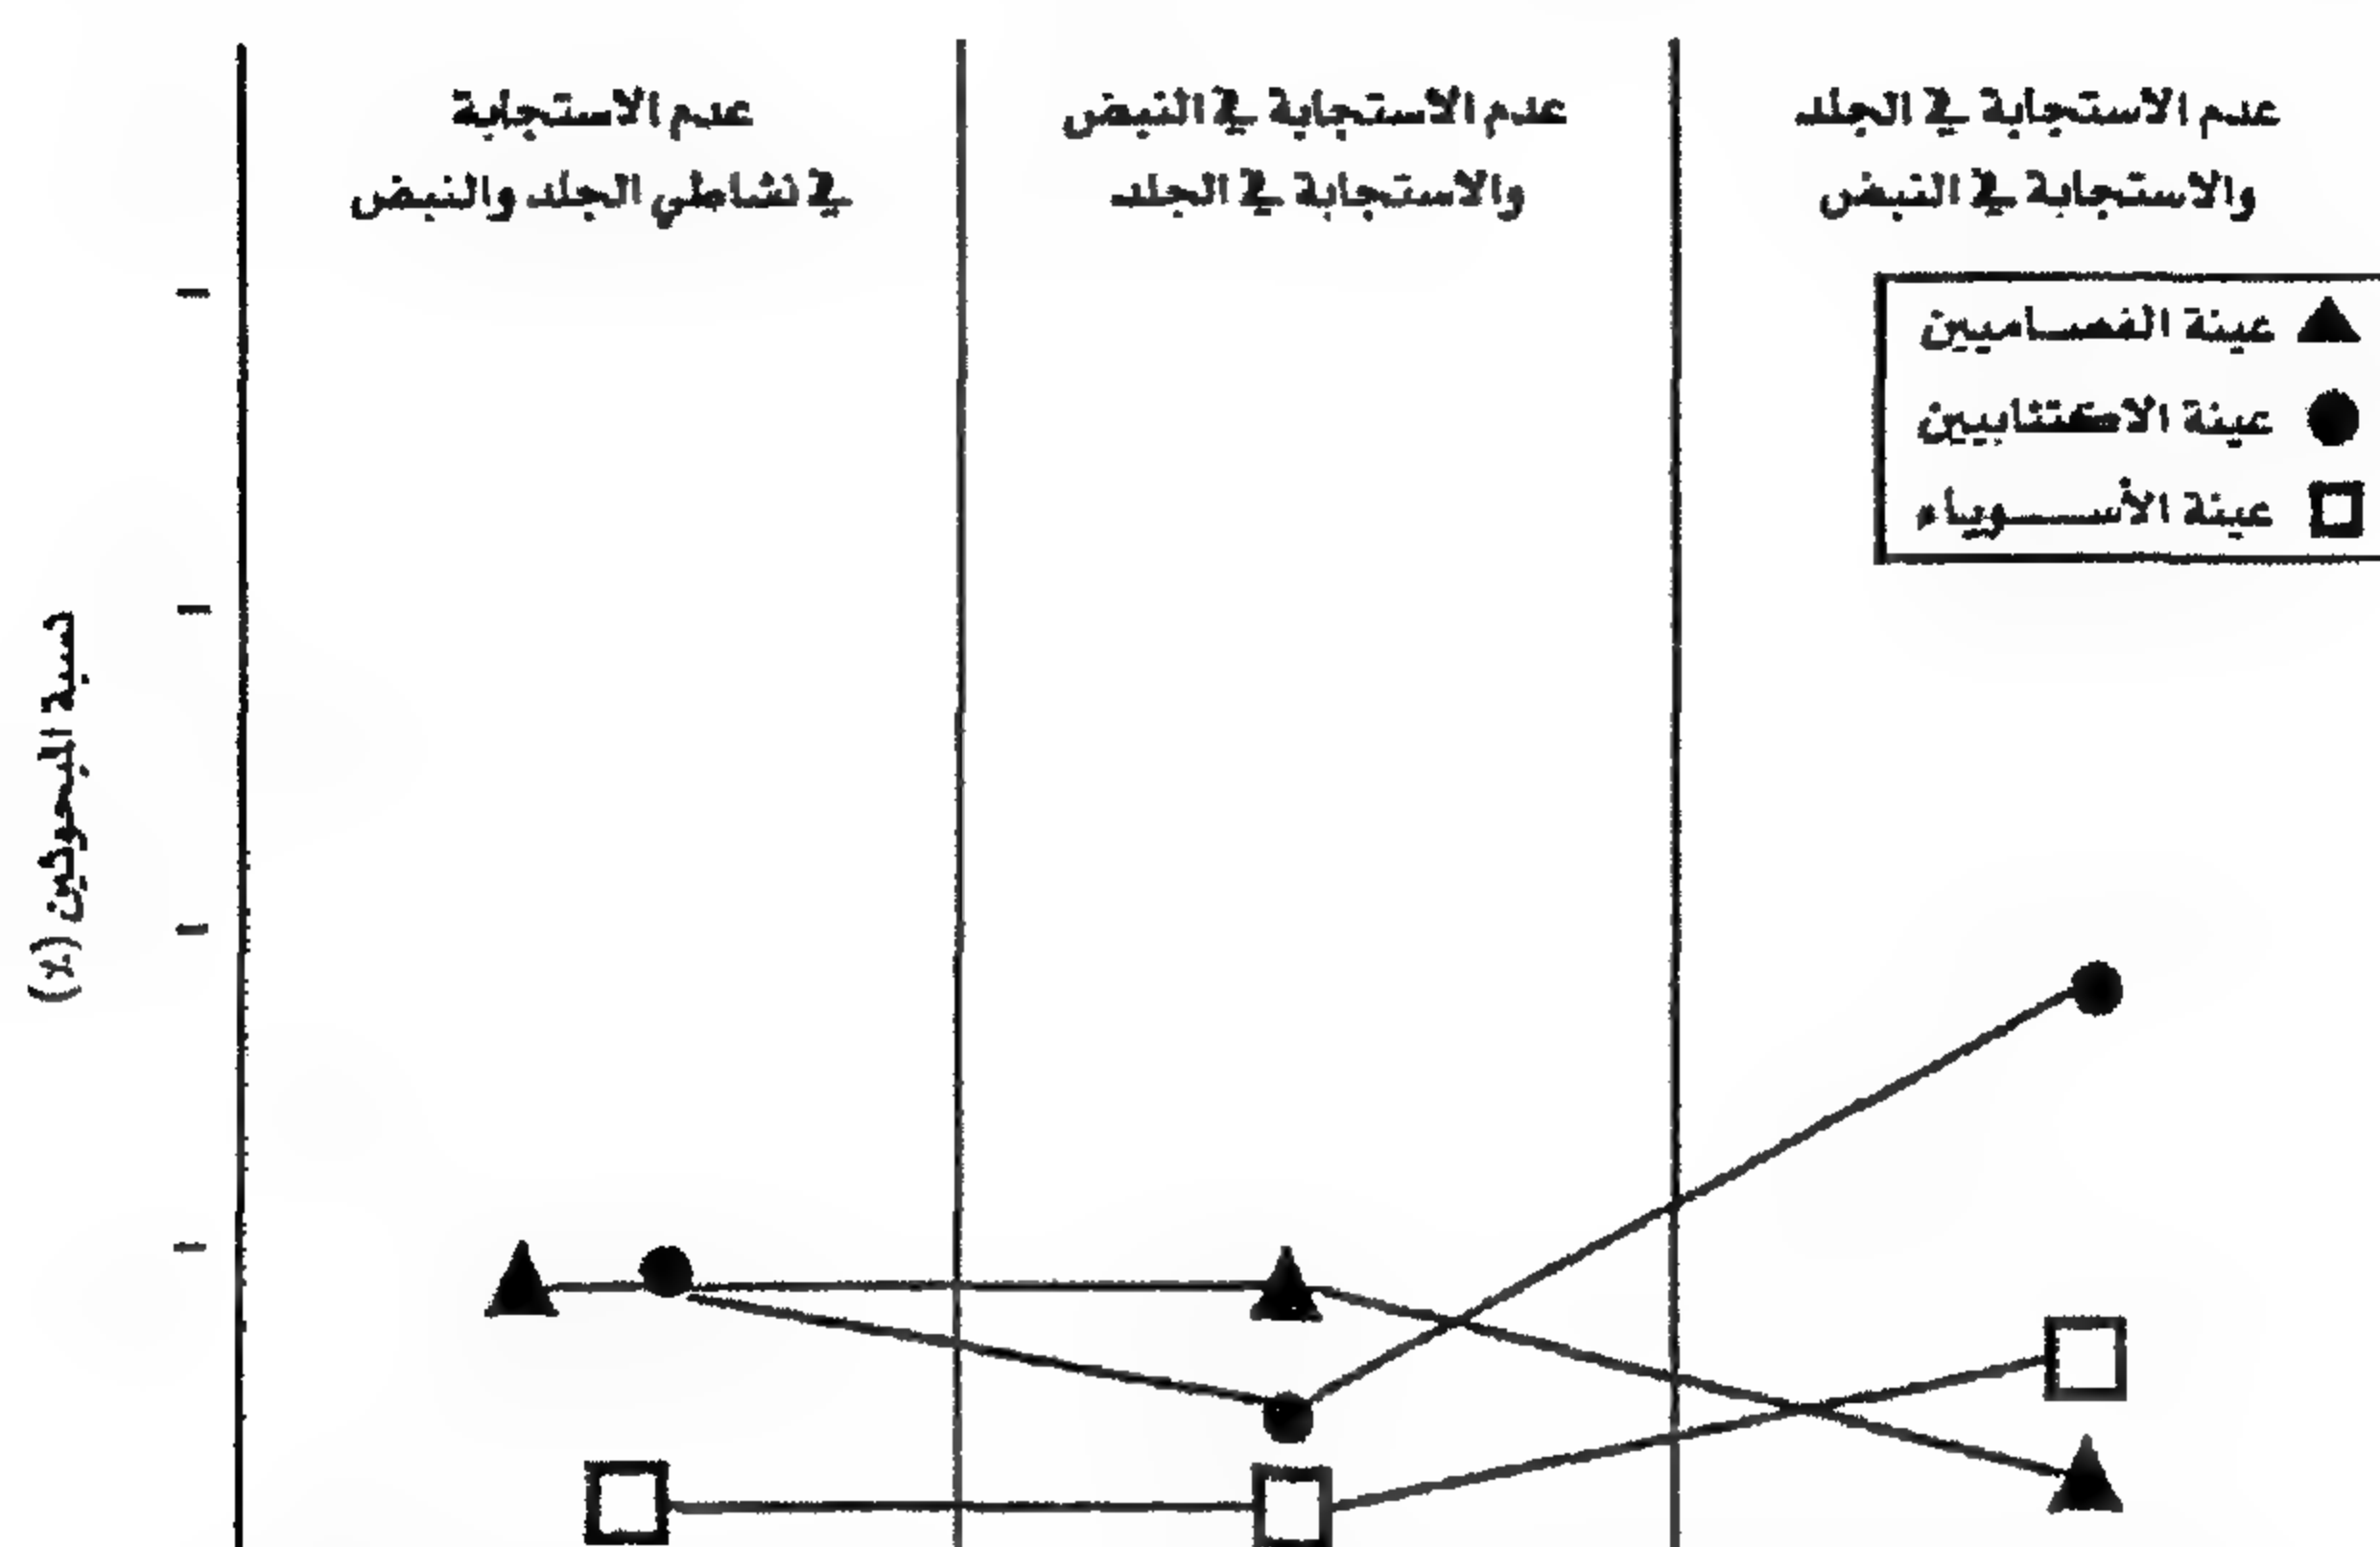 عدم الاستجابة في الجلد
والاستجابة في النبض
عدم الاستجابة في النبض
والاستجابة في الجلد
عدم الاستجابة
في نشاطي الجلد والنبض
عينة الفصاميين
عينة الاكتئابيين
عينة الأسوياء
نسبة المبحوثين (٪)